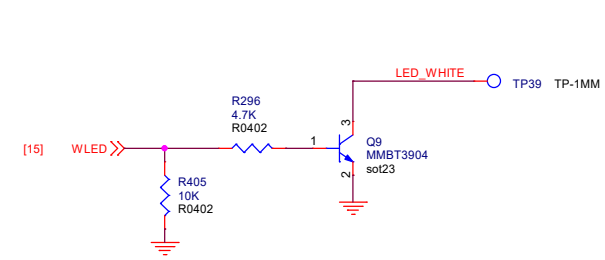 LED_WHITE
TP39 TP-1MM
R296
4.7K
R0402
[15] WLED
1
3
Q9
MMBT3904
sot23
2
R405
10K
R0402